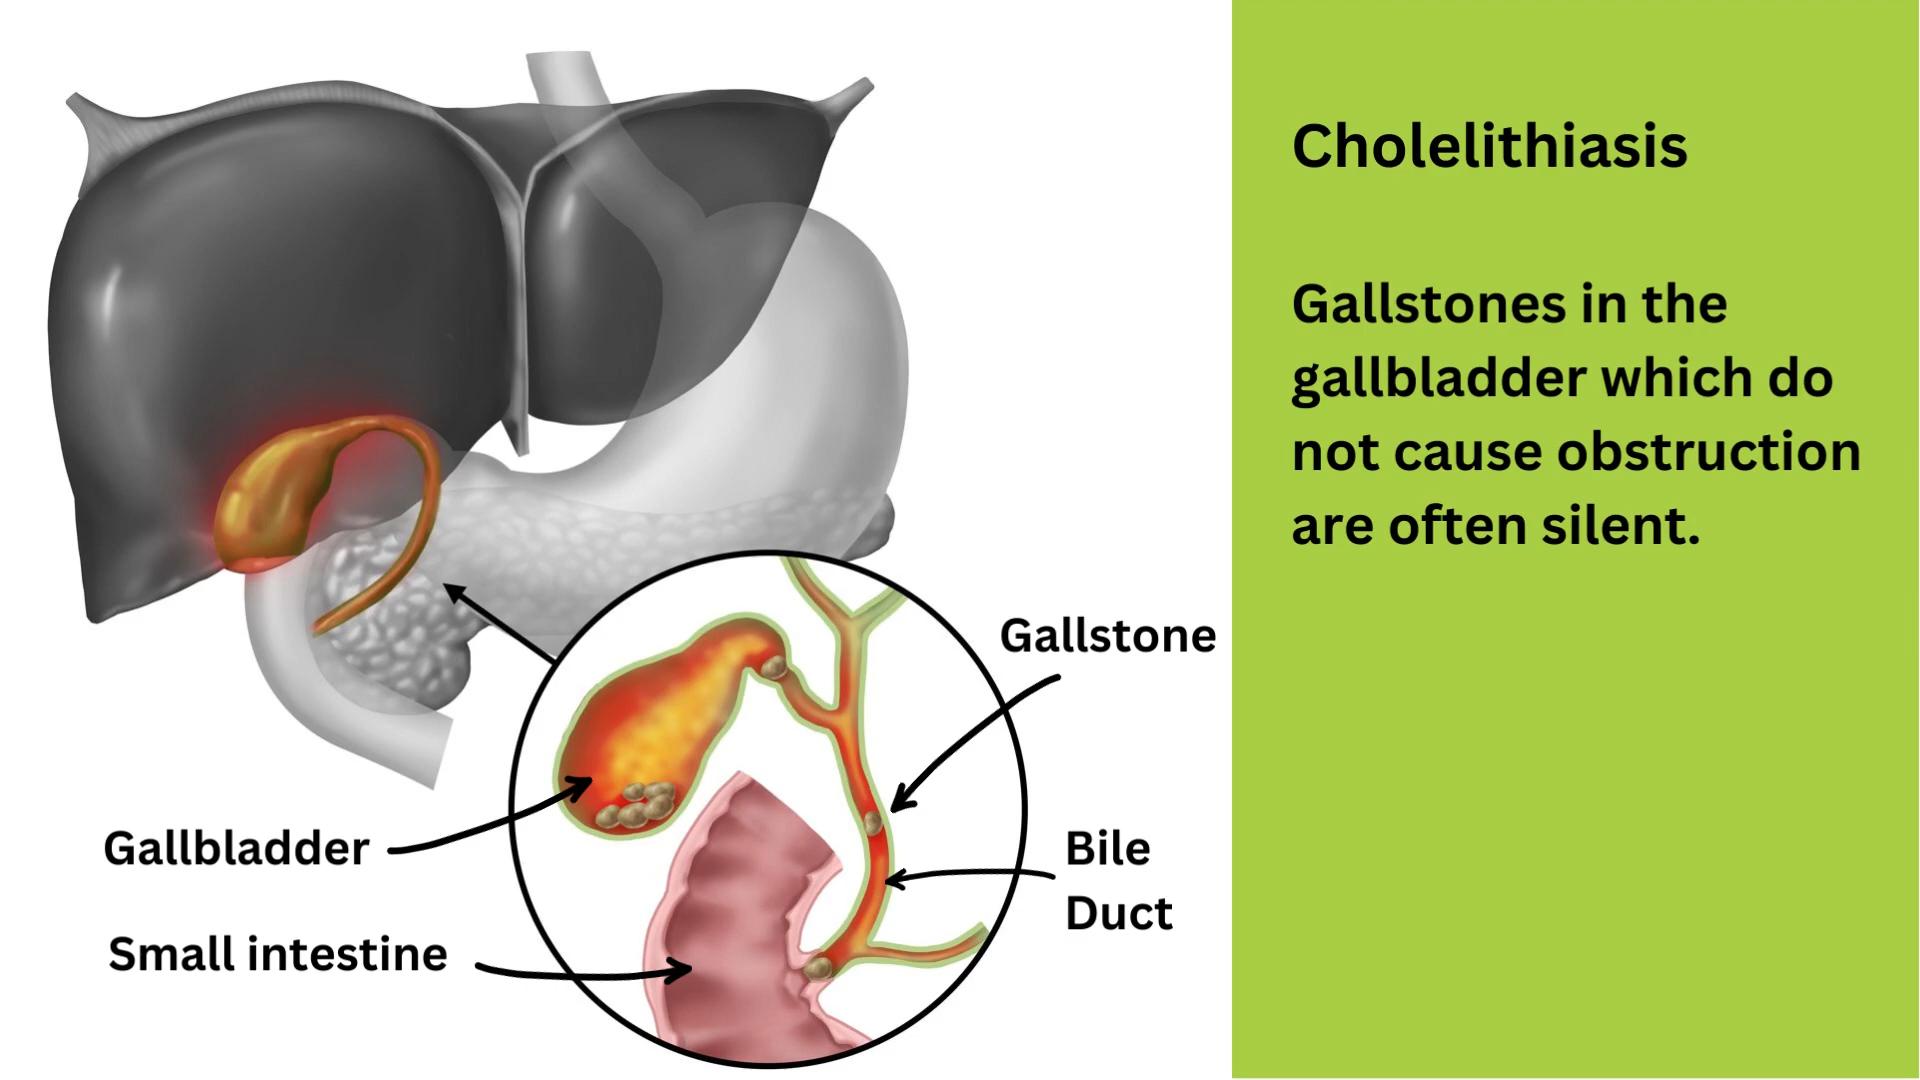 Cholelithiasis
Gallstones in the
gallbladder which do
not cause obstruction
are often silent.
Gallstone
Gallbladder
Bile
Duct
Small intestine